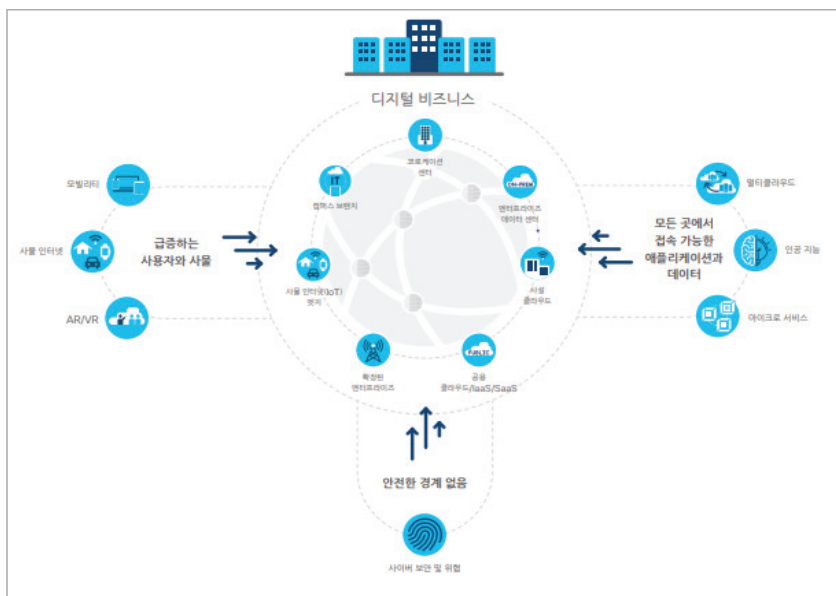 디지털 비즈니스
코로케이션
센터
IT
캠퍼스 브랜치
ON-PREM
엔터프라이즈
데이터 센터
모빌리티
멀티클라우드
사물 인터넷
급증하는
사용자와 사물
모든 곳에서
접속 가능한
애플리케이션과
데이터
인공 지능
사물 인터넷(IoT)
엣지
사설
클라우드
AR/VR
마이크로 서비스
확장된
엔터프라이즈
PUBLIC
공용
클라우드/IaaS/SaaS
안전한 경계 없음
사이버 보안 및 위협